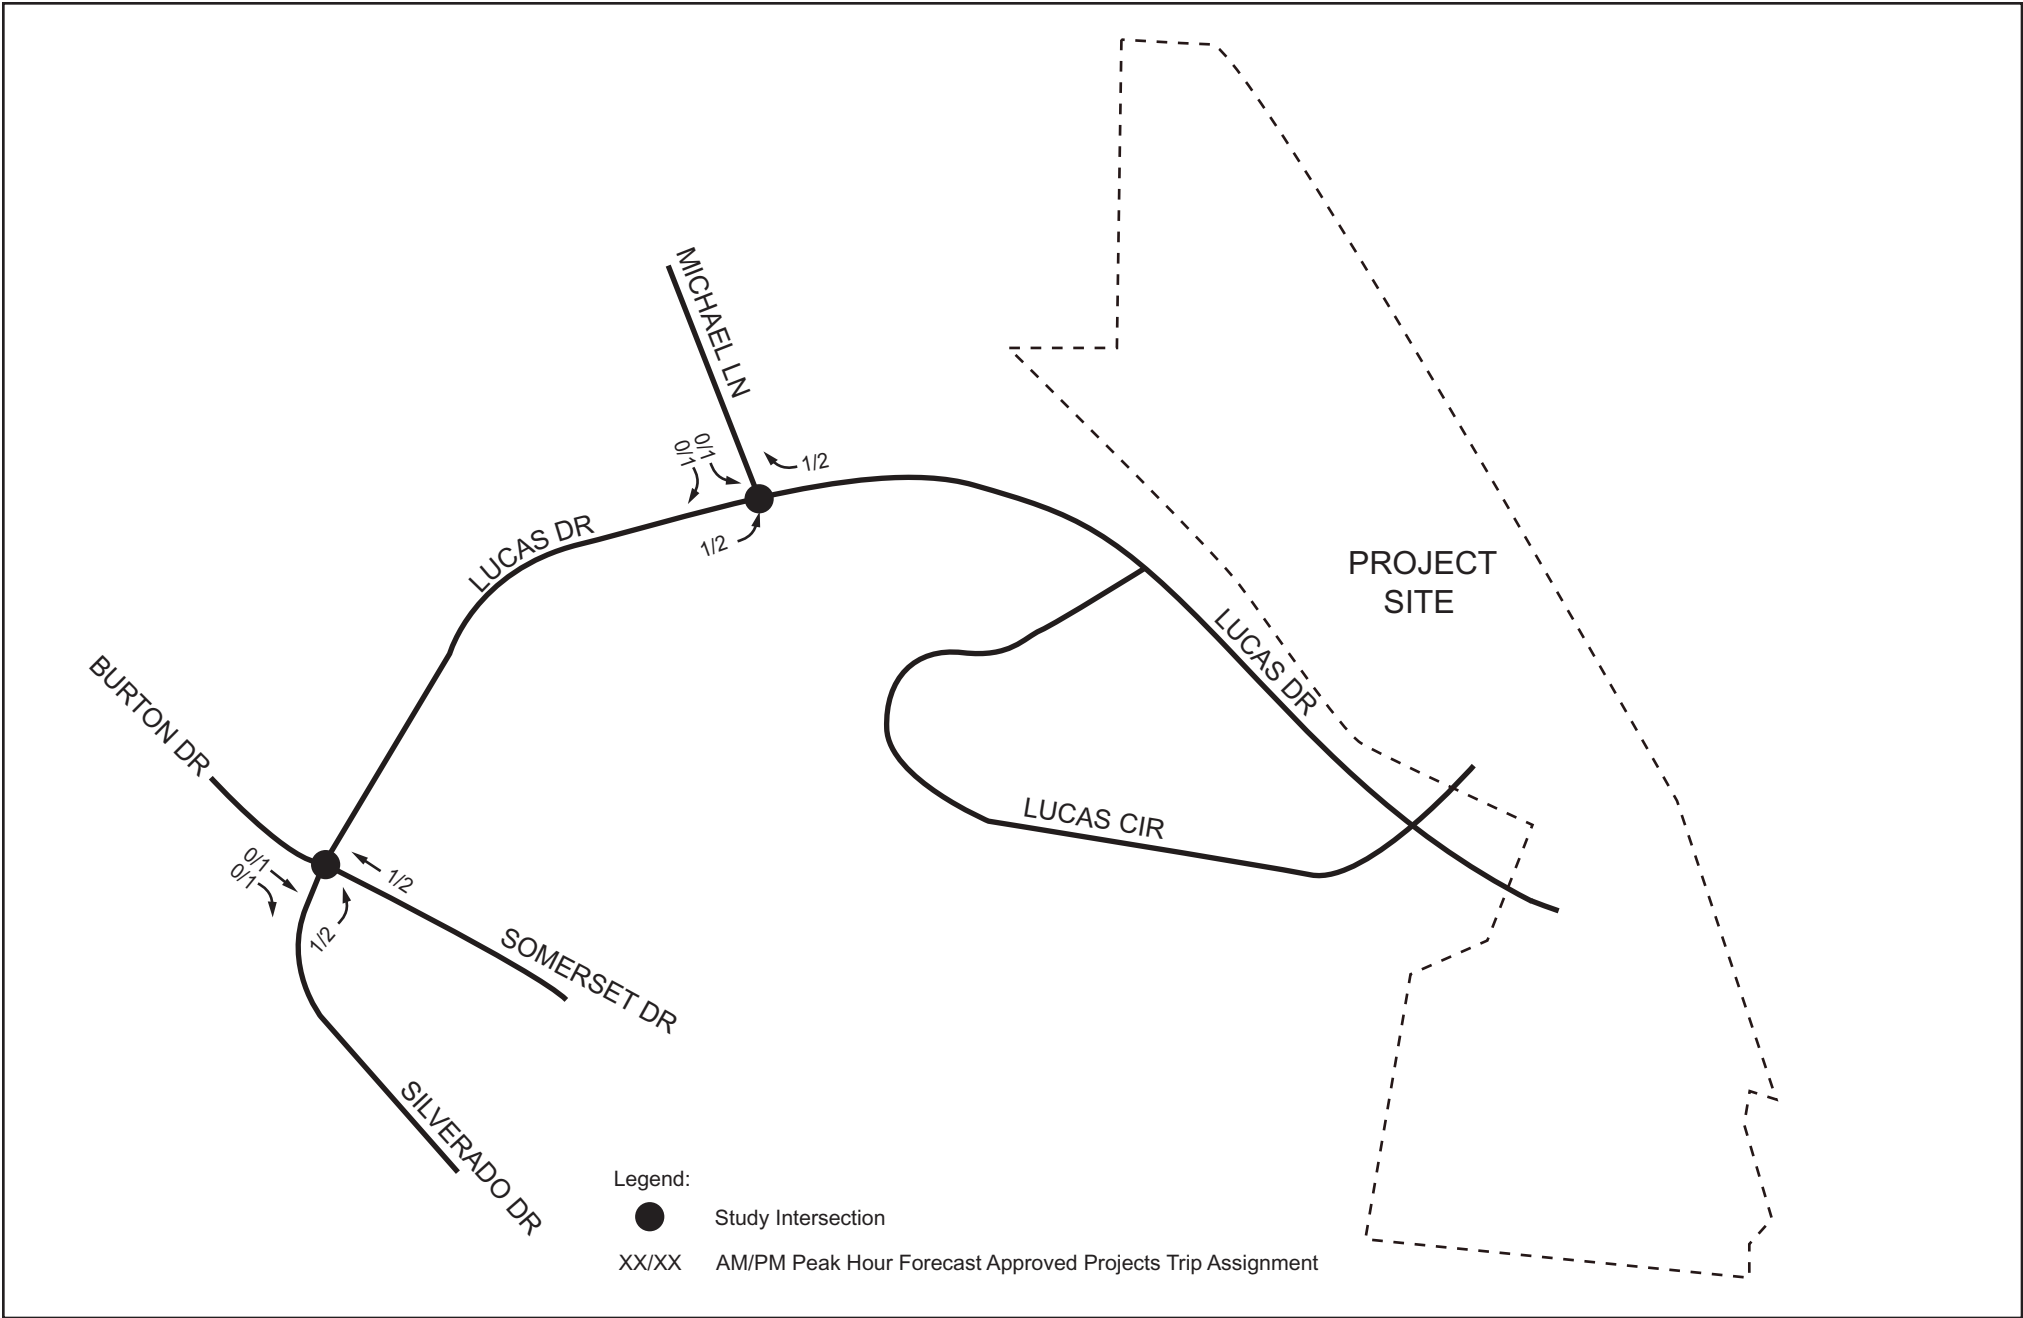 MICHAEL LN
0/1
0/1
1/2
1/2
LUCAS DR
PROJECT
SITE
LUCAS DR
BURTON DR
LUCAS CIR
0/1
0/1
1/2
1/2
SOMERSET DR
SILVERADO DR
Legend:
Study Intersection
XX/XX AM/PM Peak Hour Forecast Approved Projects Trip Assignment